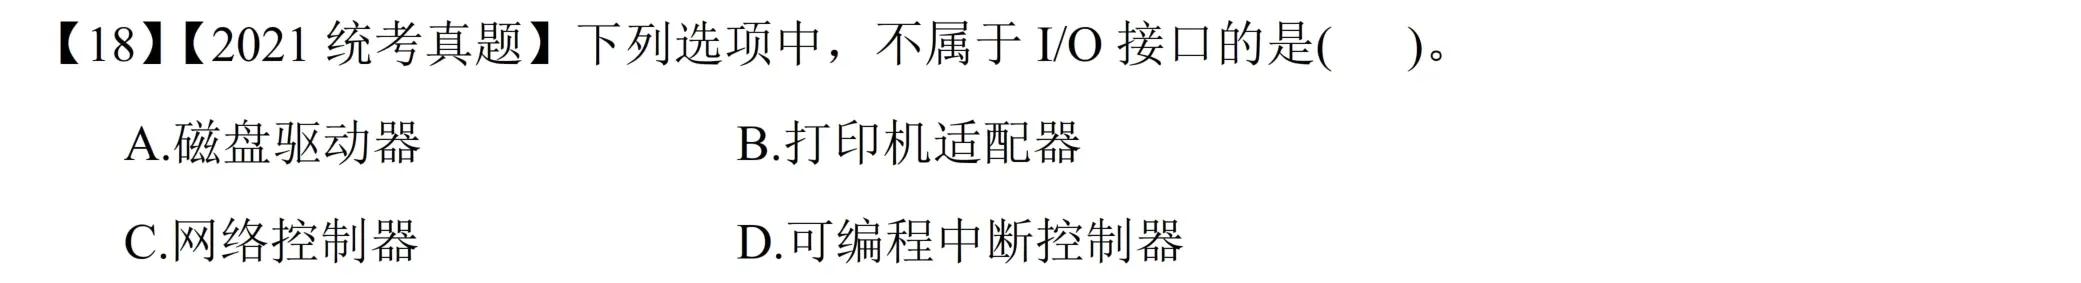 【18】【2021 统考真题】下列选项中，不属于 I/O 接口的是(    )。
A.磁盘驱动器 B.打印机适配器
C.网络控制器 D.可编程中断控制器